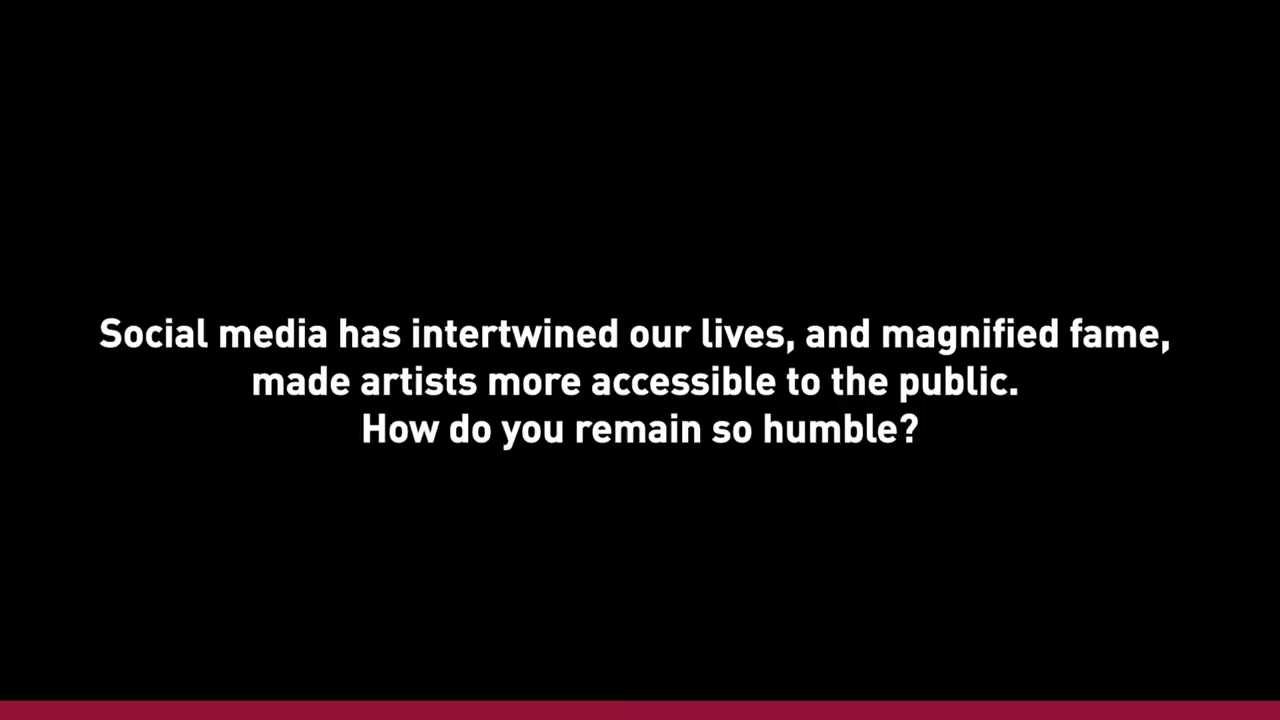 Social media has intertwined our lives, and magnified fame,
made artists more accessible to the public.
How do you remain so humble?